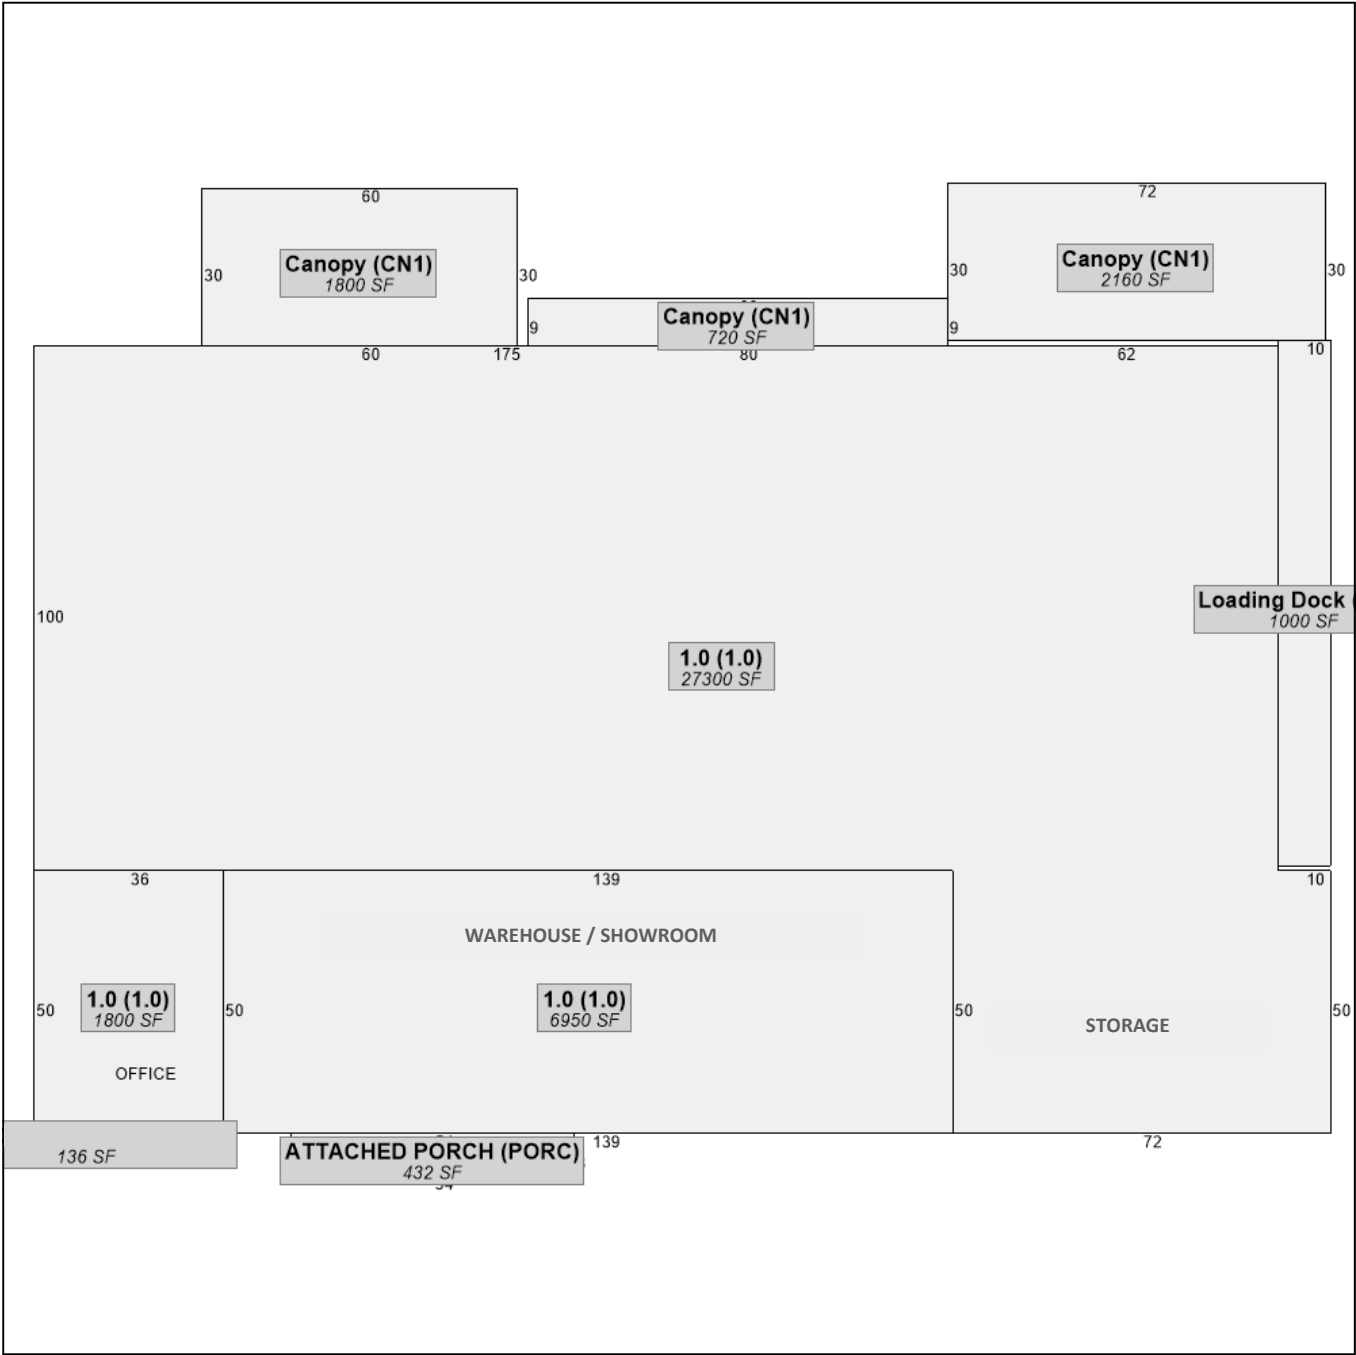 60
72
30
Canopy (CN1)
1800 SF
30
30
Canopy (CN1)
2160 SF
30
9
Canopy (CN1)
720 SF
9
60
175
80
62
10
100
Loading Dock (
1000 SF
1.0 (1.0)
27300 SF
36
139
10
WAREHOUSE / SHOWROOM
50
1.0 (1.0)
1800 SF
50
1.0 (1.0)
6950 SF
50
STORAGE
50
OFFICE
136 SF
ATTACHED PORCH (PORC)
432 SF
139
72